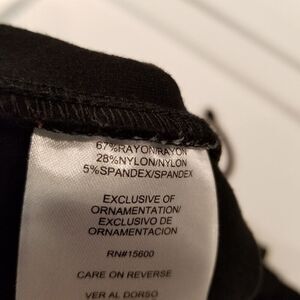 67%RAYON/RAYON
28%NYLON/NYLON
5%SPANDEX/SPANDEX
EXCLUSIVE OF
ORNAMENTATION/
EXCLUSIVO DE
ORNAMENTACION
RN#15600
CARE ON REVERSE
VER AL DORSO